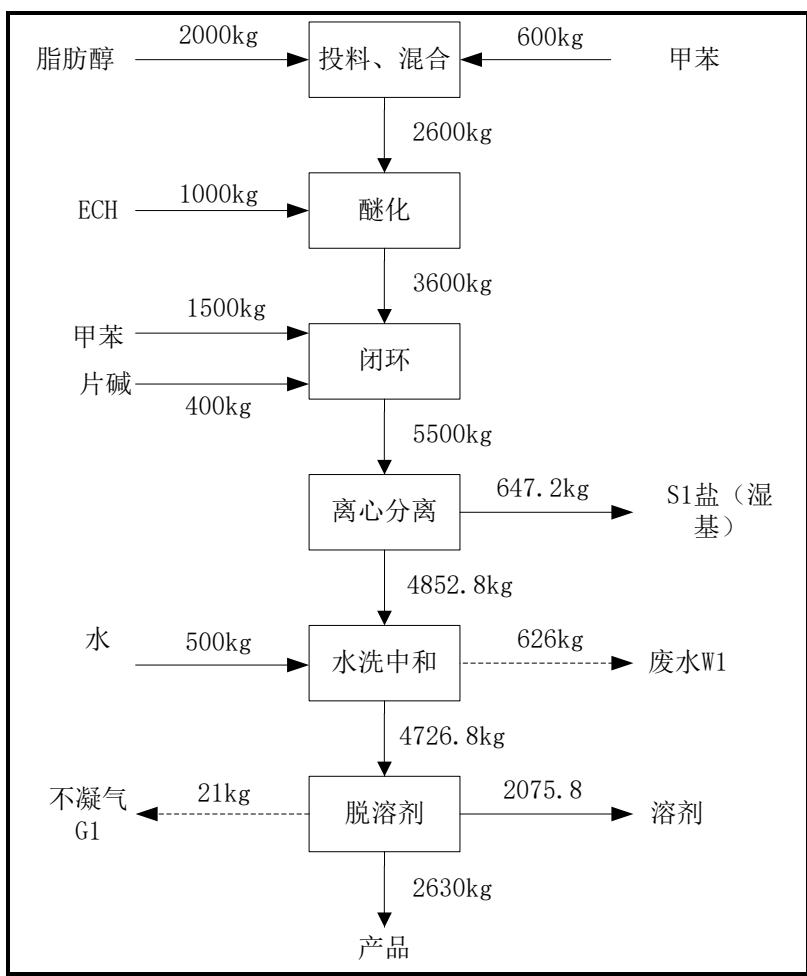 2000kg
600kg
脂肪醇
投料、混合
甲苯
2600kg
1000kg
ECH
醚化
3600kg
1500kg
甲苯
闭环
片碱
400kg
5500kg
647.2kg
离心分离
S1盐（湿
基）
4852.8kg
水
500kg
626kg
水洗中和
废水W1
4726.8kg
不凝气
G1
21kg
2075.8
脱溶剂
溶剂
2630kg
产品